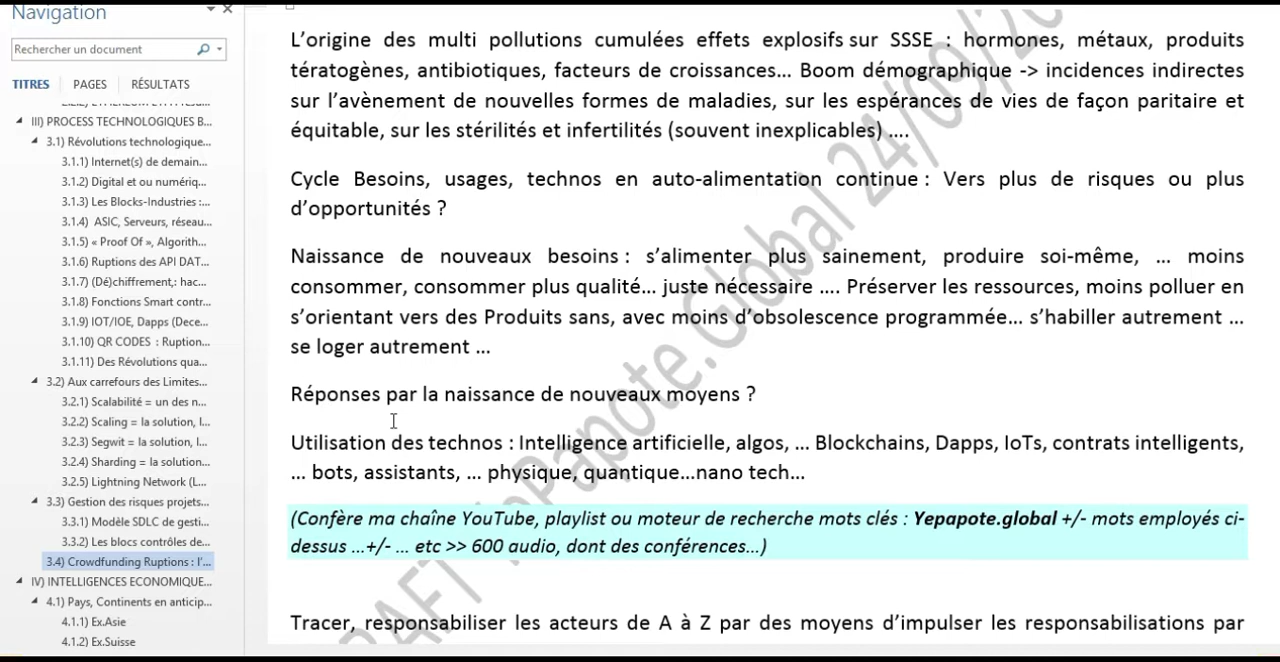 Navigation
Rechercher un document
TITRES PAGES RÉSULTATS
III) PROCESS TECHNOLOGIQUES B...
3.1) Révolutions technologique...
3.1.1) Internet(s) de demain...
3.1.2) Digital et ou numériq...
3.1.3) Les Blocks-Industries :...
3.1.4) ASIC, Serveurs, réseau...
3.1.5) « Proof Of », Algorith...
3.1.6) Ruptions des API DAT...
3.1.7) (Dé)chiffrement,: hac...
3.1.8) Fonctions Smart contr...
3.1.9) IOT/IOE, Dapps (Dece...
3.1.10) QR CODES : Ruption...
3.1.11) Des Révolutions qua...
3.2) Aux carrefours des Limites...
3.2.1) Scalabilité = un des n...
3.2.2) Scaling = la solution, l...
3.2.3) Segwit = la solution, l...
3.2.4) Sharding = la solution...
3.2.5) Lightning Network (L...
3.3) Gestion des risques projets...
3.3.1) Modèle SDLC de gesti...
3.3.2) Les blocs contrôles de...
3.4) Crowdfunding Ruptions : l'...
IV) INTELLIGENCES ECONOMIQUE...
4.1) Pays, Continents en anticip...
4.1.1) Ex.Asie
4.1.2) Ex.Suisse
L'origine des multi pollutions cumulées effets explosifs sur SSSE : hormones, métaux, produits
tératogènes, antibiotiques, facteurs de croissances... Boom démographique -> incidences indirectes
sur l'avènement de nouvelles formes de maladies, sur les espérances de vies de façon paritaire et
équitable, sur les stérilités et infertilités (souvent inexplicables) ....
Cycle Besoins, usages, technos en auto-alimentation continue : Vers plus de risques ou plus
d'opportunités ?
Naissance de nouveaux besoins : s'alimenter plus sainement, produire soi-même, ... moins
consommer, consommer plus qualité... juste nécessaire .... Préserver les ressources, moins polluer en
s'orientant vers des Produits sans, avec moins d'obsolescence programmée... s'habiller autrement ...
se loger autrement ...
Réponses par la naissance de nouveaux moyens ?
Utilisation des technos : Intelligence artificielle, algos, ... Blockchains, Dapps, IoTs, contrats intelligents,
... bots, assistants, ... physique, quantique...nano tech...
(Confère ma chaîne YouTube, playlist ou moteur de recherche mots clés : Yepapote.global +/- mots employés ci-
dessus ...+/- ... etc >> 600 audio, dont des conférences...)
Tracer, responsabiliser les acteurs de A à Z par des moyens d'impulser les responsabilisations par